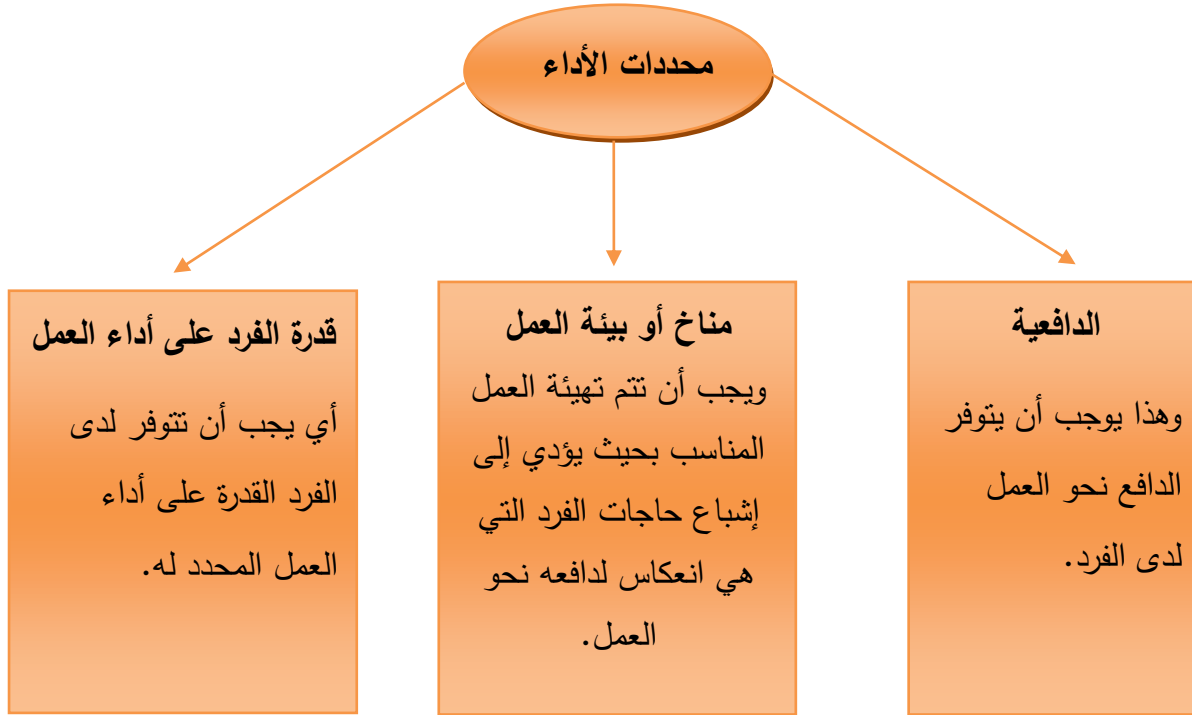 محددات الأداء
الدافعية
وهذا يوجب أن يتوفر
الدافع نحو العمل
لدى الفرد.
مناخ أو بيئة العمل
ويجب أن تتم تهيئة العمل
المناسب بحيث يؤدي إلى
إشباع حاجات الفرد التي
هي انعكاس لدافعه نحو
العمل.
قدرة الفرد على أداء العمل
أي يجب أن تتوفر لدى
الفرد القدرة على أداء
العمل المحدد له.